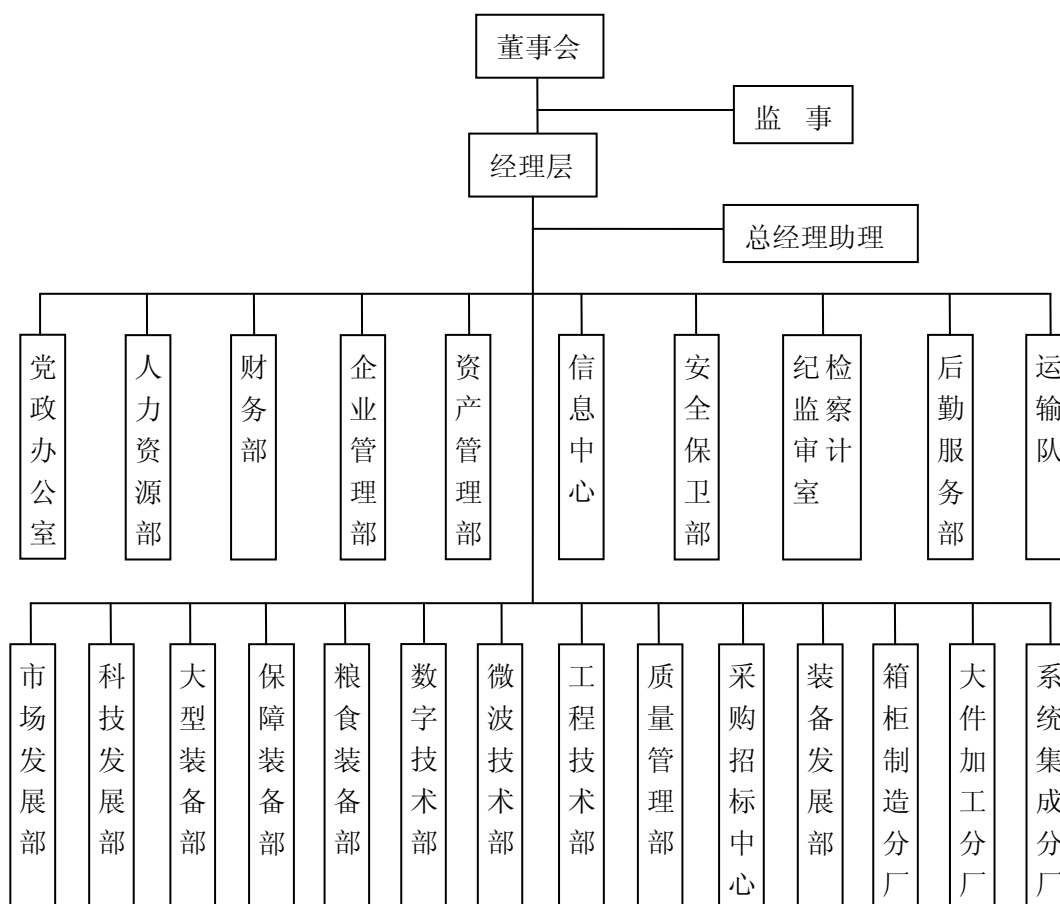 董事会
监 事
经理层
总经理助理
党政办公室
人力资源部
财务部
企业管理部
资产管理部
信息中心
安全保卫部
纪检监察审计室
后勤服务部
运输队
市场发展部
科技发展部
大型装备部
保障装备部
粮食装备部
数字技术部
微波技术部
工程技术部
质量管理部
采购招标中心
装备发展部
箱柜制造分厂
大件加工分厂
系统集成分厂